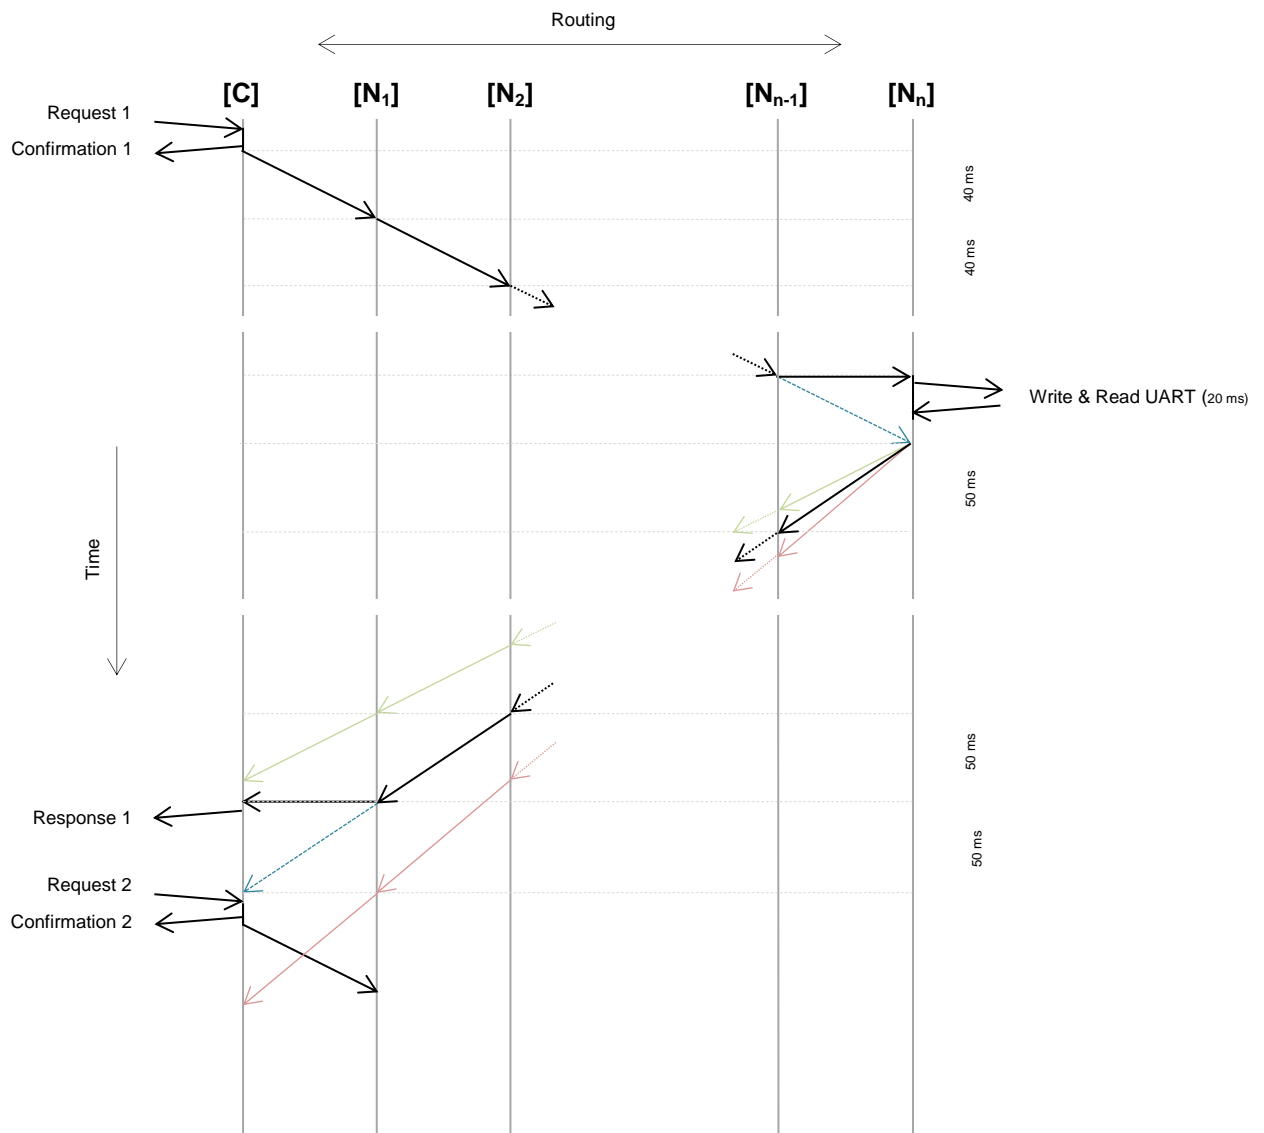 Routing
[C] [N₁] [N₂] [Nₙ₋₁] [Nₙ]
Request 1
Confirmation 1
40 ms
40 ms
Write & Read UART (20 ms)
50 ms
Time
50 ms
Response 1
50 ms
Request 2
Confirmation 2